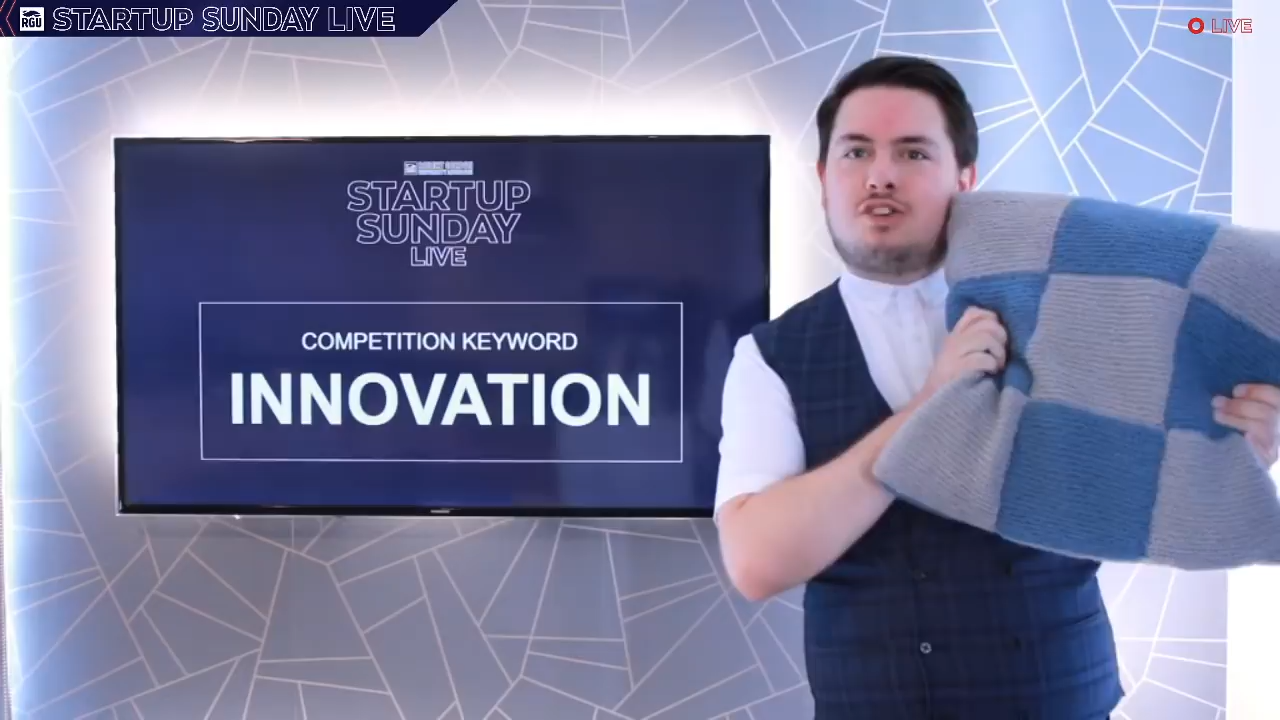 RGU STARTUP SUNDAY LIVE
LIVE
STARTUP
SUNDAY
LIVE
COMPETITION KEYWORD
INNOVATION